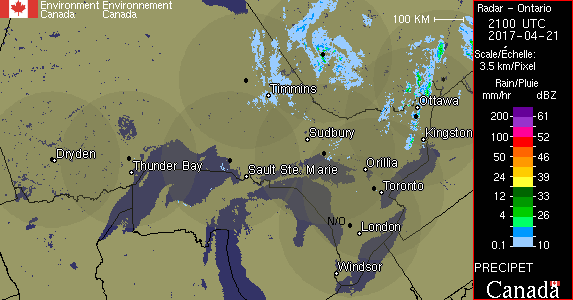 Environment Environnement
Canada Canada
100 KM
Timmins
Ottawa
Sudbury
Kingston
Dryden
Thunder Bay
Sault Ste. Marie
Orillia
Toronto
N/O
London
Windsor
Radar - Ontario
2100 UTC
2017-04-21
Scale/Échelle:
3.5 km/Pixel
Rain/Pluie
mm/hr dBZ
200 61
100 52
50 46
24 39
12 33
4 26
0.1 10
PRECIPET
Canada